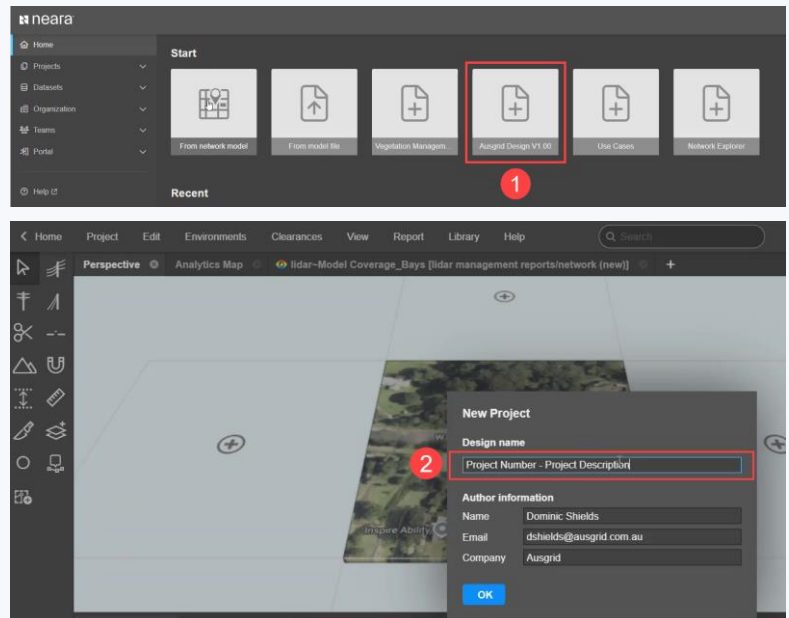 neara
Home
Start
Projects
Datasets
Organization
Teams
Portal
From network model
From model file
Vegetation Managem...
Ausgrid Design V1.00
Use Cases
Network Explorer
Help
Recent
1
Home Project Edit Environments Clearances View Report Library Help Search
Perspective Analytics Map lidar~Model Coverage_Bays [lidar management reports/network (new)] +
New Project
Design name
2
Project Number - Project Description
Author information
Name Dominic Shields
Email dshields@ausgrid.com.au
Company Ausgrid
Inspire Ability
OK